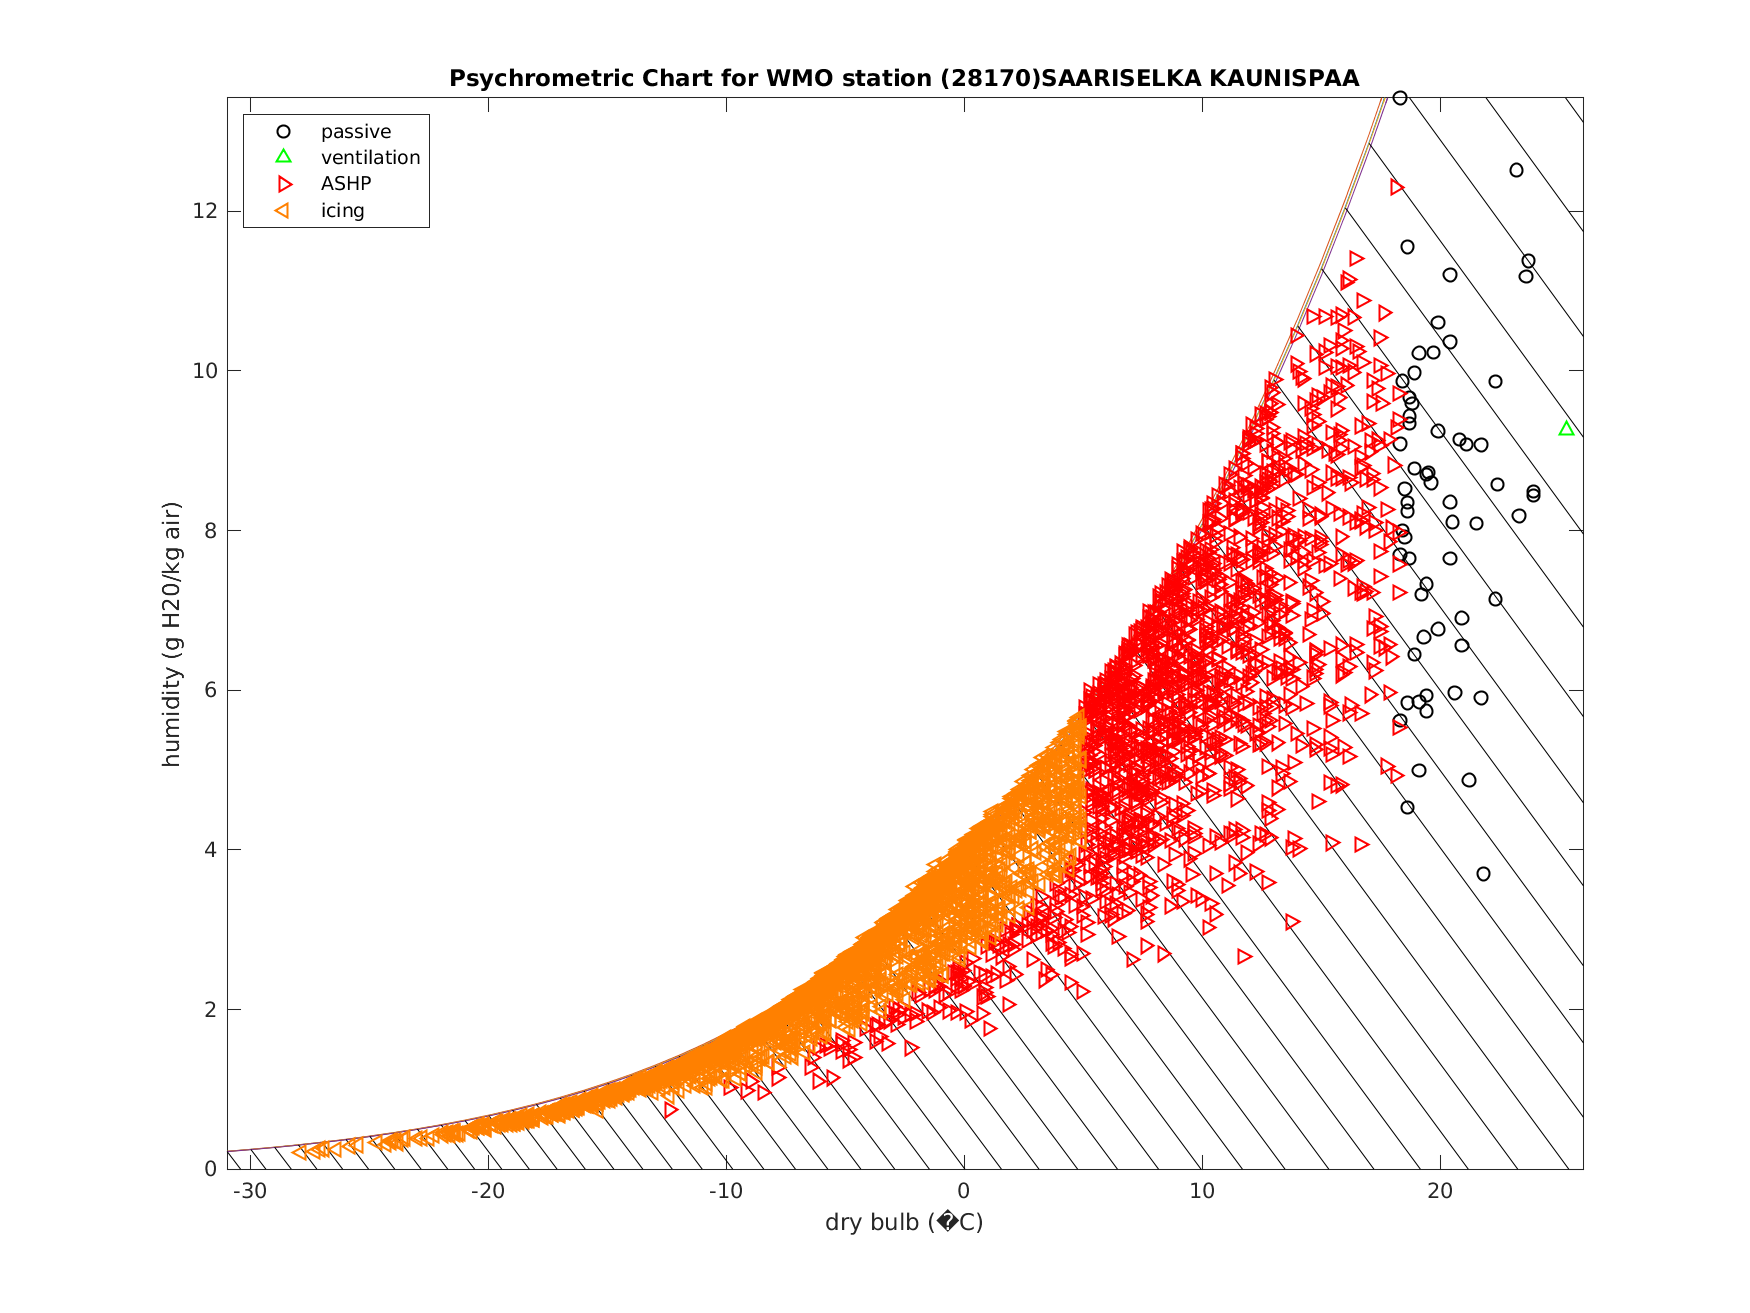 Psychrometric Chart for WMO station (28170)SAARISELKA KAUNISPAA
passive
ventilation
ASHP
icing
humidity (g H20/kg air)
12
10
8
6
4
2
0
-30 -20 -10 0 10 20
dry bulb (�C)